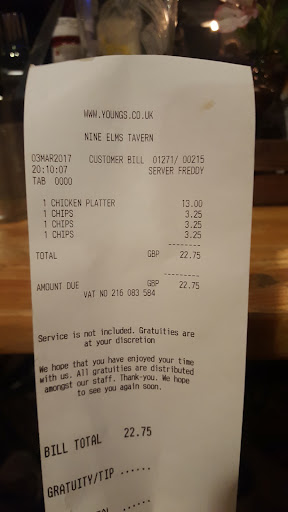 WWW.YOUNGS.CO.UK
NINE ELMS TAVERN
03MAR2017 CUSTOMER BILL 01271/ 00215
20:10:07 SERVER FREDDY
TAB 0000
1 CHICKEN PLATTER 13.00
1 CHIPS 3.25
1 CHIPS 3.25
1 CHIPS 3.25
--------
TOTAL GBP 22.75
--------
AMOUNT DUE GBP 22.75
VAT NO 216 083 584
Service is not included. Gratuities are
at your discretion
We hope that you have enjoyed your time
with us. All gratuities are distributed
amongst our staff. Thank-you. We hope
to see you again soon.
BILL TOTAL 22.75
GRATUITY/TIP ......